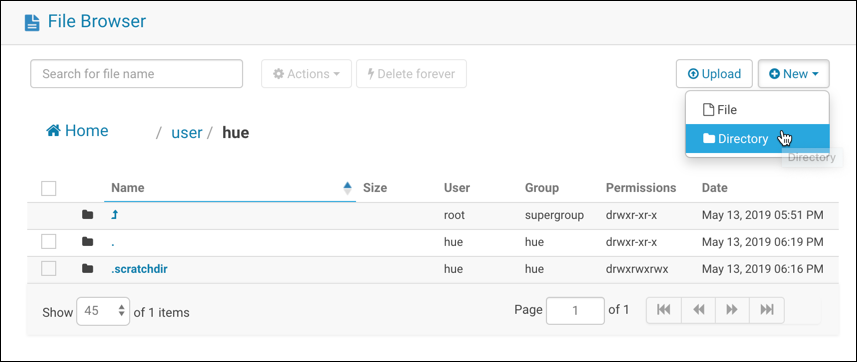 File Browser
Search for file name Actions Delete forever Upload New
File
Directory
Directory
Home / user / hue
Name Size User Group Permissions Date
root supergroup drwxr-xr-x May 13, 2019 05:51 PM
. hue hue drwxr-xr-x May 13, 2019 06:19 PM
.scratchdir hue hue drwxrwxrwx May 13, 2019 06:16 PM
Show 45 of 1 items Page 1 of 1